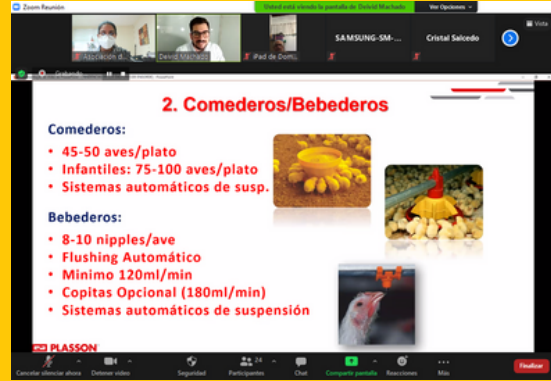 Zoom Reunión
Usted está viendo la pantalla de Deivid Machado
Ver Opciones
Vista
Asociación d...
Deivid Machado
iPad de Dom...
SAMSUNG-SM-...
Cristal Salcedo
Grabando
2. Comederos/Bebederos
Comederos:
• 45-50 aves/plato
• Infantiles: 75-100 aves/plato
• Sistemas automáticos de susp.
Bebederos:
• 8-10 nipples/ave
• Flushing Automático
• Minimo 120ml/min
• Copitas Opcional (180ml/min)
• Sistemas automáticos de suspensión
PLASSON
Cancelar silenciar ahora
Detener video
Seguridad
24
Participantes
Chat
Compartir pantalla
Reacciones
Más
Finalizar